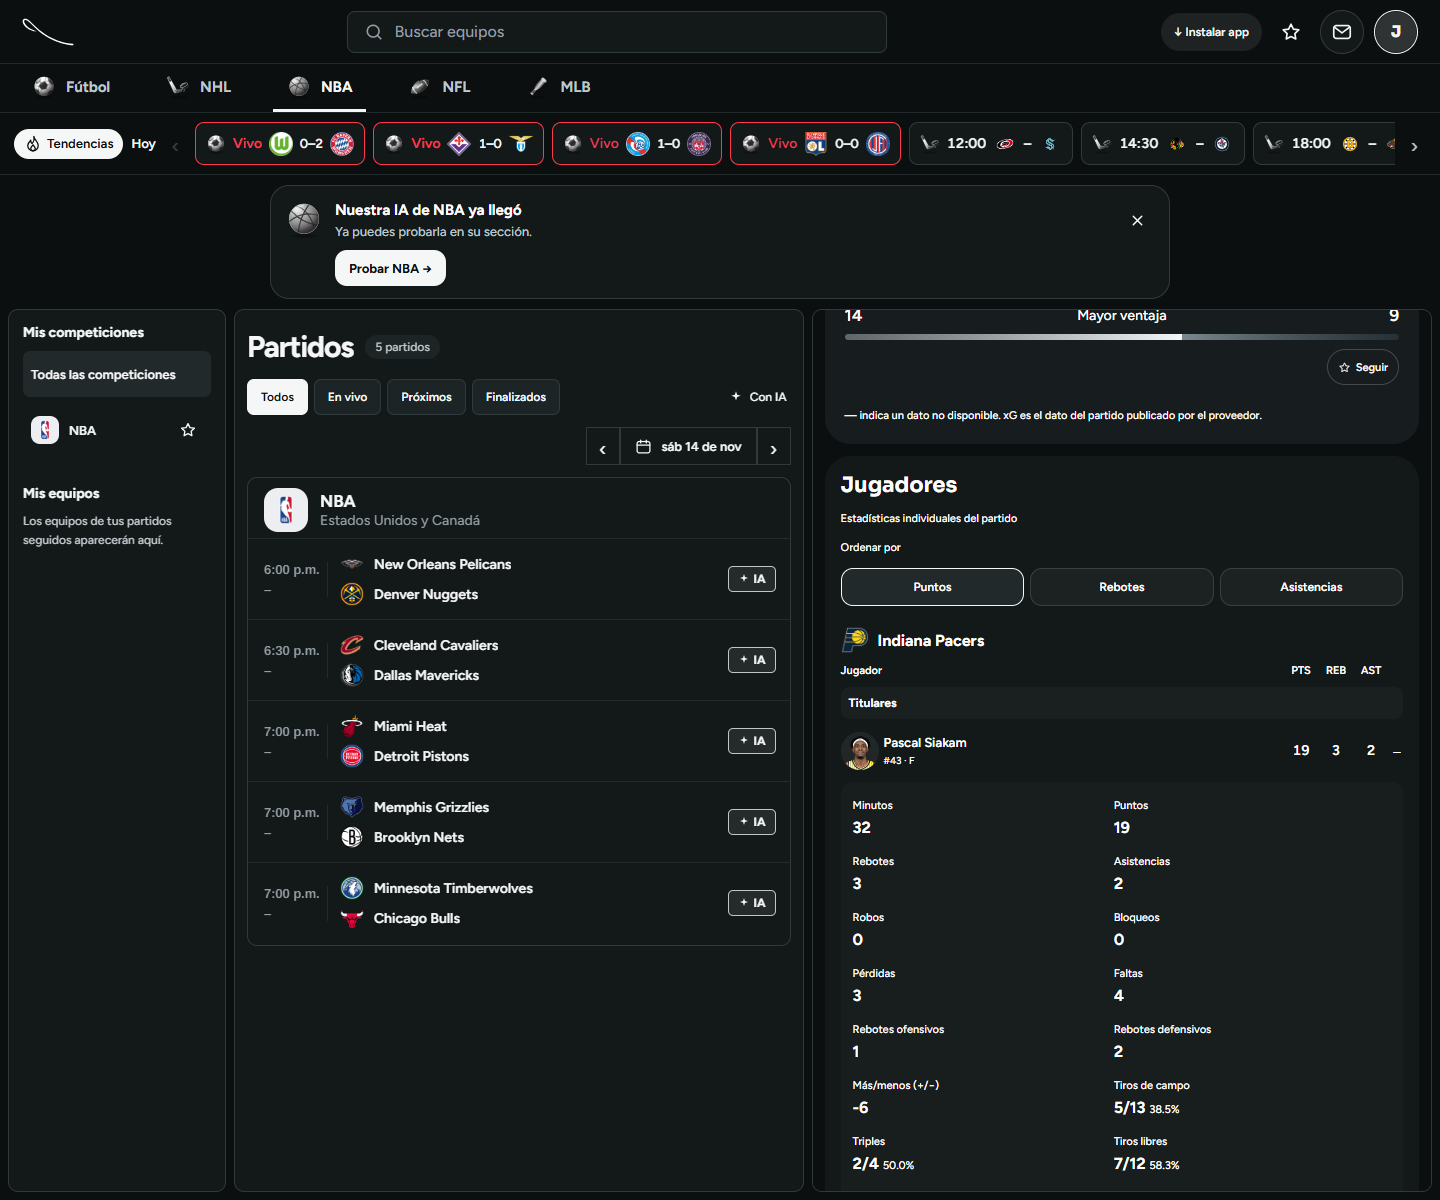 Buscar equipos
↓ Instalar app
J
Fútbol
NHL
NBA
NFL
MLB
Tendencias
Hoy
Vivo 0–2
Vivo 1–0
Vivo 1–0
Vivo 0–0
12:00 –
14:30 –
18:00 –
Nuestra IA de NBA ya llegó
Ya puedes probarla en su sección.
Probar NBA →
Mis competiciones
Todas las competiciones
NBA
Mis equipos
Los equipos de tus partidos
seguidos aparecerán aquí.
Partidos 5 partidos
Todos En vivo Próximos Finalizados + Con IA
‹ sáb 14 de nov ›
NBA
Estados Unidos y Canadá
6:00 p.m. –
New Orleans Pelicans
Denver Nuggets
+ IA
6:30 p.m. –
Cleveland Cavaliers
Dallas Mavericks
+ IA
7:00 p.m. –
Miami Heat
Detroit Pistons
+ IA
7:00 p.m. –
Memphis Grizzlies
Brooklyn Nets
+ IA
7:00 p.m. –
Minnesota Timberwolves
Chicago Bulls
+ IA
14 Mayor ventaja 9
Seguir
— indica un dato no disponible. xG es el dato del partido publicado por el proveedor.
Jugadores
Estadísticas individuales del partido
Ordenar por
Puntos Rebotes Asistencias
Indiana Pacers
Jugador PTS REB AST
Titulares
Pascal Siakam 19 3 2 –
#43 · F
Minutos Puntos
32 19
Rebotes Asistencias
3 2
Robos Bloqueos
0 0
Pérdidas Faltas
3 4
Rebotes ofensivos Rebotes defensivos
1 2
Más/menos (+/−) Tiros de campo
-6 5/13 38.5%
Triples Tiros libres
2/4 50.0% 7/12 58.3%